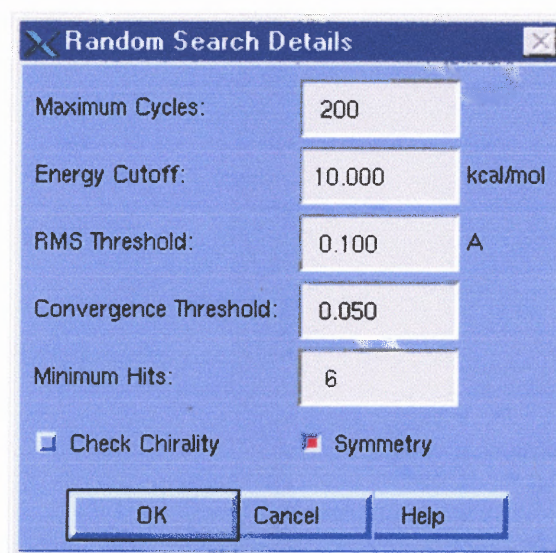 Random Search Details
Maximum Cycles: 200
Energy Cutoff: 10.000 kcal/mol
RMS Threshold: 0.100 A
Convergence Threshold: 0.050
Minimum Hits: 6
Check Chirality Symmetry
OK Cancel Help